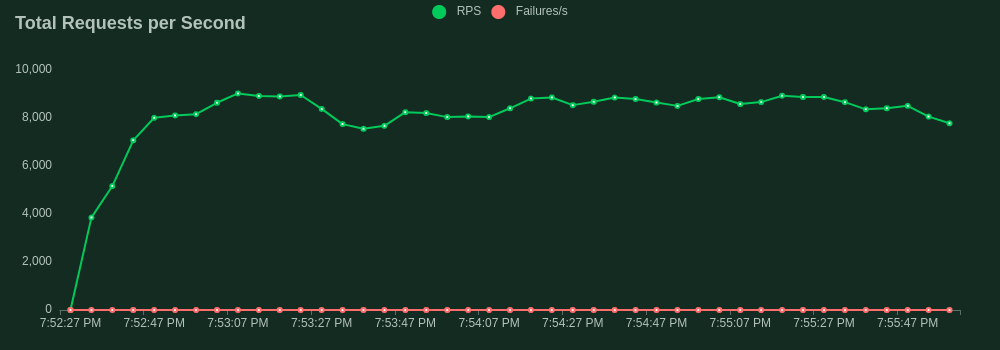 Total Requests per Second
RPS
Failures/s
10,000
8,000
6,000
4,000
2,000
0
7:52:27 PM
7:52:47 PM
7:53:07 PM
7:53:27 PM
7:53:47 PM
7:54:07 PM
7:54:27 PM
7:54:47 PM
7:55:07 PM
7:55:27 PM
7:55:47 PM